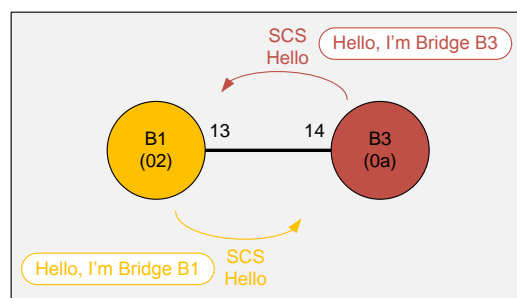 SCS
Hello
Hello, I'm Bridge B3
B1
(02)
13
14
B3
(0a)
Hello, I'm Bridge B1
SCS
Hello